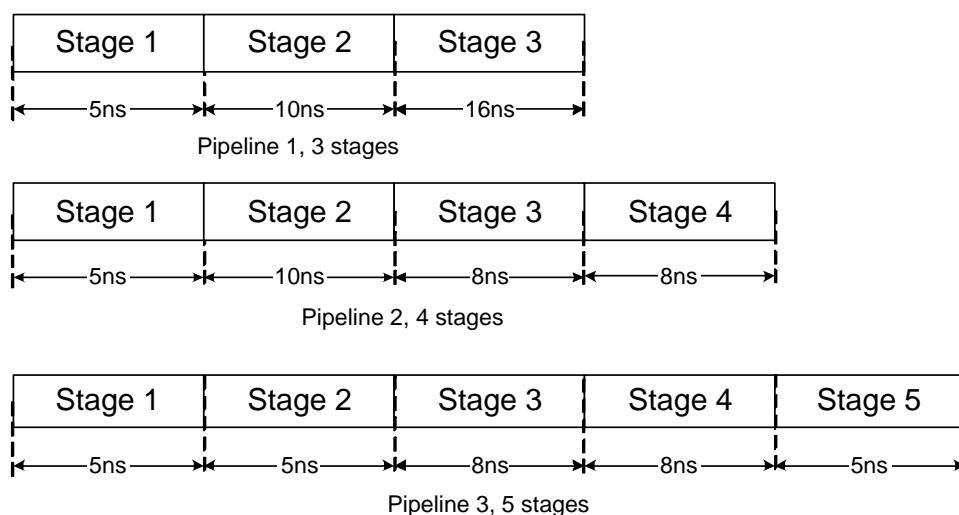 Stage 1 Stage 2 Stage 3
5ns 10ns 16ns
Pipeline 1, 3 stages
Stage 1 Stage 2 Stage 3 Stage 4
5ns 10ns 8ns 8ns
Pipeline 2, 4 stages
Stage 1 Stage 2 Stage 3 Stage 4 Stage 5
5ns 5ns 8ns 8ns 5ns
Pipeline 3, 5 stages